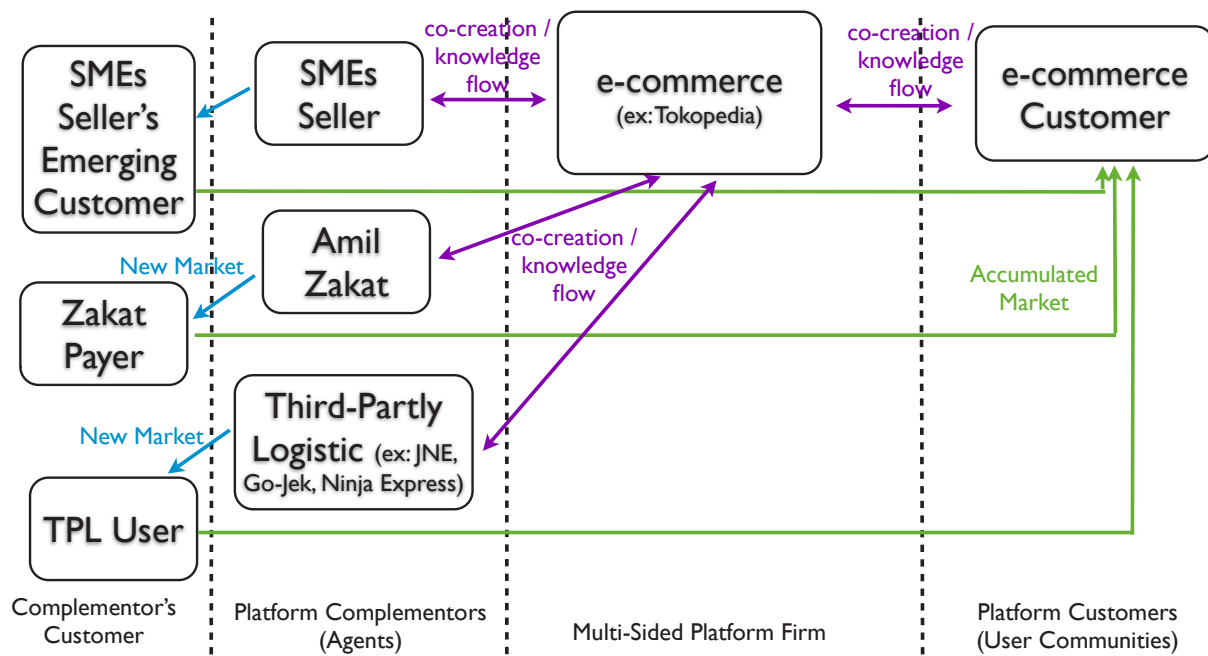 SMEs
Seller's
Emerging
Customer
SMEs
Seller
co-creation /
knowledge
flow
e-commerce
(ex: Tokopedia)
co-creation /
knowledge
flow
e-commerce
Customer
New Market
Amil
Zakat
co-creation /
knowledge
flow
Accumulated
Market
Zakat
Payer
New Market
Third-Partly
Logistic (ex: JNE,
Go-Jek, Ninja Express)
TPL User
Complementor's
Customer
Platform Complementors
(Agents)
Multi-Sided Platform Firm
Platform Customers
(User Communities)